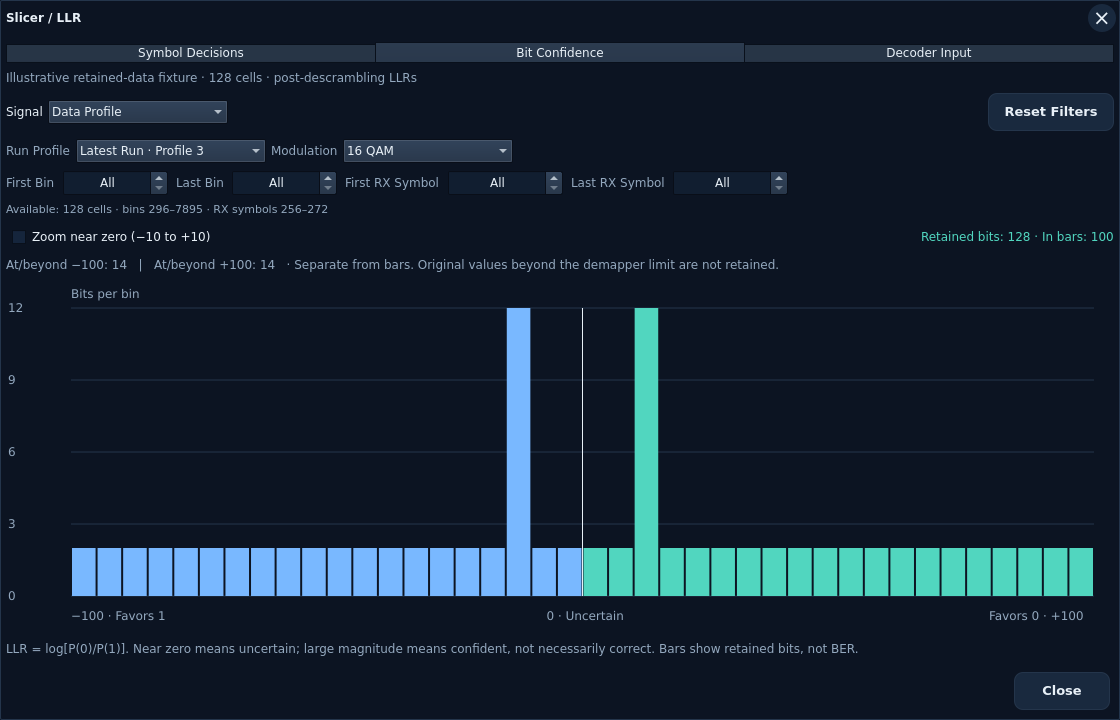 Slicer / LLR
Symbol Decisions Bit Confidence Decoder Input
Illustrative retained-data fixture · 128 cells · post-descrambling LLRs
Signal Data Profile Reset Filters
Run Profile Latest Run · Profile 3 Modulation 16 QAM
First Bin All Last Bin All First RX Symbol All Last RX Symbol All
Available: 128 cells · bins 296–7895 · RX symbols 256–272
Zoom near zero (−10 to +10) Retained bits: 128 · In bars: 100
At/beyond −100: 14 | At/beyond +100: 14 · Separate from bars. Original values beyond the demapper limit are not retained.
Bits per bin
12
9
6
3
0
−100 · Favors 1 0 · Uncertain Favors 0 · +100
LLR = log[P(0)/P(1)]. Near zero means uncertain; large magnitude means confident, not necessarily correct. Bars show retained bits, not BER.
Close